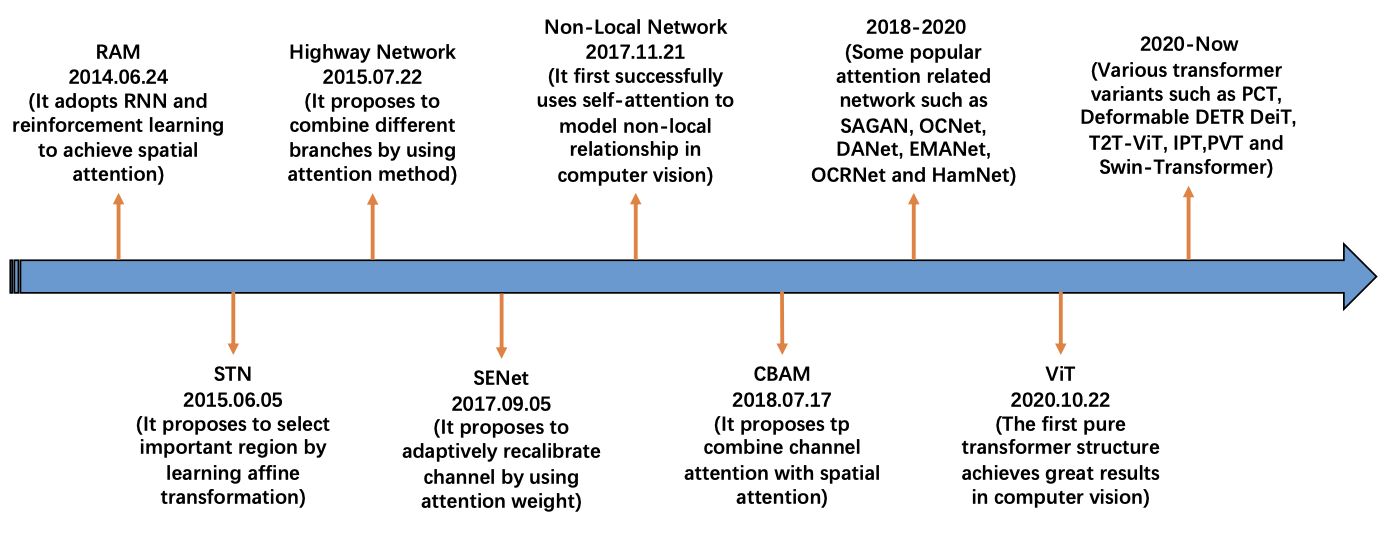 RAM
2014.06.24
(It adopts RNN and
reinforcement learning
to achieve spatial
attention)
Highway Network
2015.07.22
(It proposes to
combine different
branches by using
attention method)
Non-Local Network
2017.11.21
(It first successfully
uses self-attention to
model non-local
relationship in
computer vision)
2018-2020
(Some popular
attention related
network such as
SAGAN, OCNet,
DANet, EMANet,
OCRNet and HamNet)
2020-Now
(Various transformer
variants such as PCT,
Deformable DETR DeiT,
T2T-ViT, IPT,PVT and
Swin-Transformer)
STN
2015.06.05
(It proposes to select
important region by
learning affine
transformation)
SENet
2017.09.05
(It proposes to
adaptively recalibrate
channel by using
attention weight)
CBAM
2018.07.17
(It proposes tp
combine channel
attention with spatial
attention)
ViT
2020.10.22
(The first pure
transformer structure
achieves great results
in computer vision)